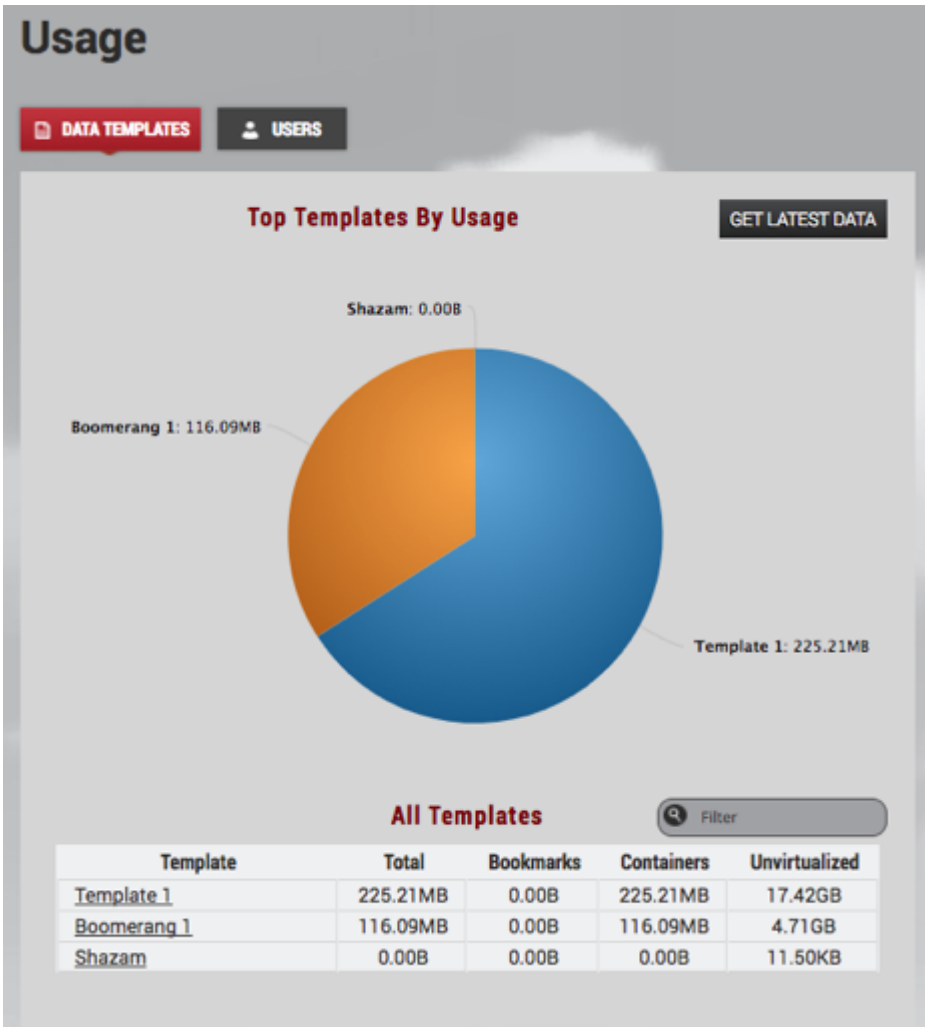 Usage
DATA TEMPLATES USERS
Top Templates By Usage GET LATEST DATA
Shazam: 0.00B
Boomerang 1: 116.09MB
Template 1: 225.21MB
All Templates Filter
Template Total Bookmarks Containers Unvirtualized
Template 1 225.21MB 0.00B 225.21MB 17.42GB
Boomerang 1 116.09MB 0.00B 116.09MB 4.71GB
Shazam 0.00B 0.00B 0.00B 11.50KB